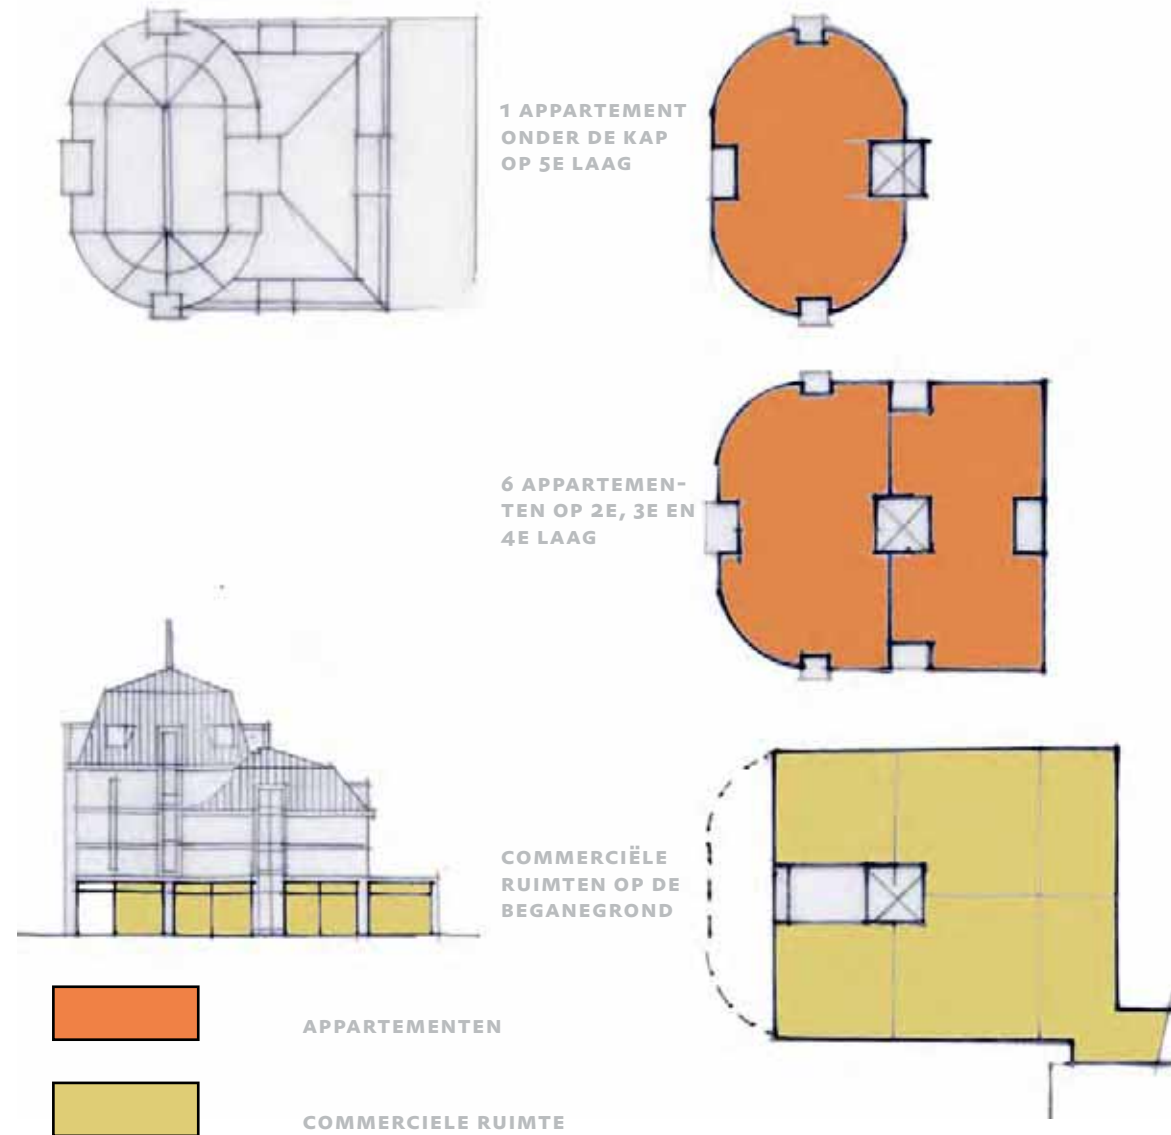 1 APPARTEMENT
ONDER DE KAP
OP 5E LAAG
6 APPARTEMEN-
TEN OP 2E, 3E EN
4E LAAG
COMMERCIËLE
RUIMTEN OP DE
BEGANEGROND
APPARTEMENTEN
COMMERCIELE RUIMTE